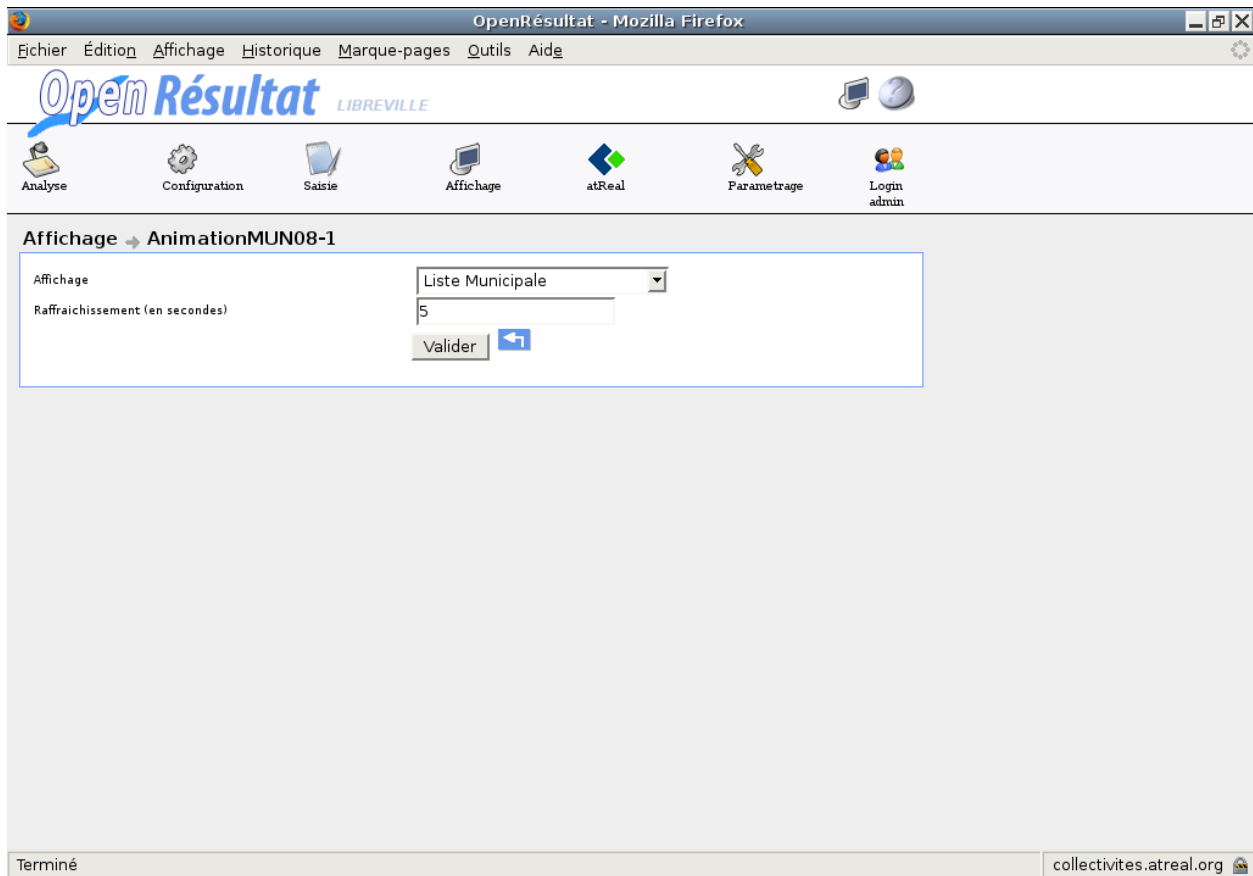 OpenRésultat - Mozilla Firefox
Fichier Édition Affichage Historique Marque-pages Outils Aide
Open Résultat LIBREVILLE
Analyse Configuration Saisie Affichage atReal Parametrage Login admin
Affichage AnimationMUN08-1
Affichage Liste Municipale
Raffraichissement (en secondes) 5
Valider
Terminé collectivites.atreal.org